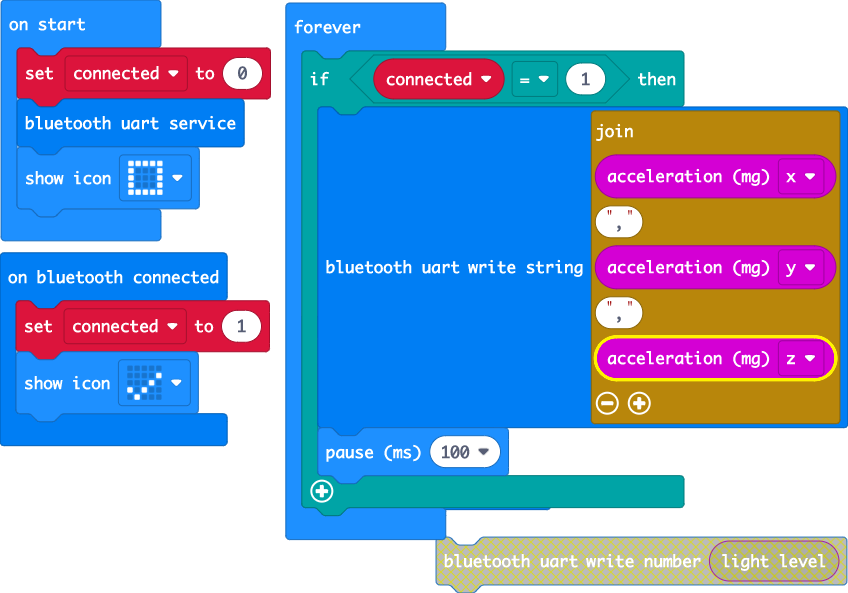 on start
set connected to 0
bluetooth uart service
show icon
on bluetooth connected
set connected to 1
show icon
forever
if connected = 1 then
bluetooth uart write string
join
acceleration (mg) x
","
acceleration (mg) y
","
acceleration (mg) z
pause (ms) 100
bluetooth uart write number light level